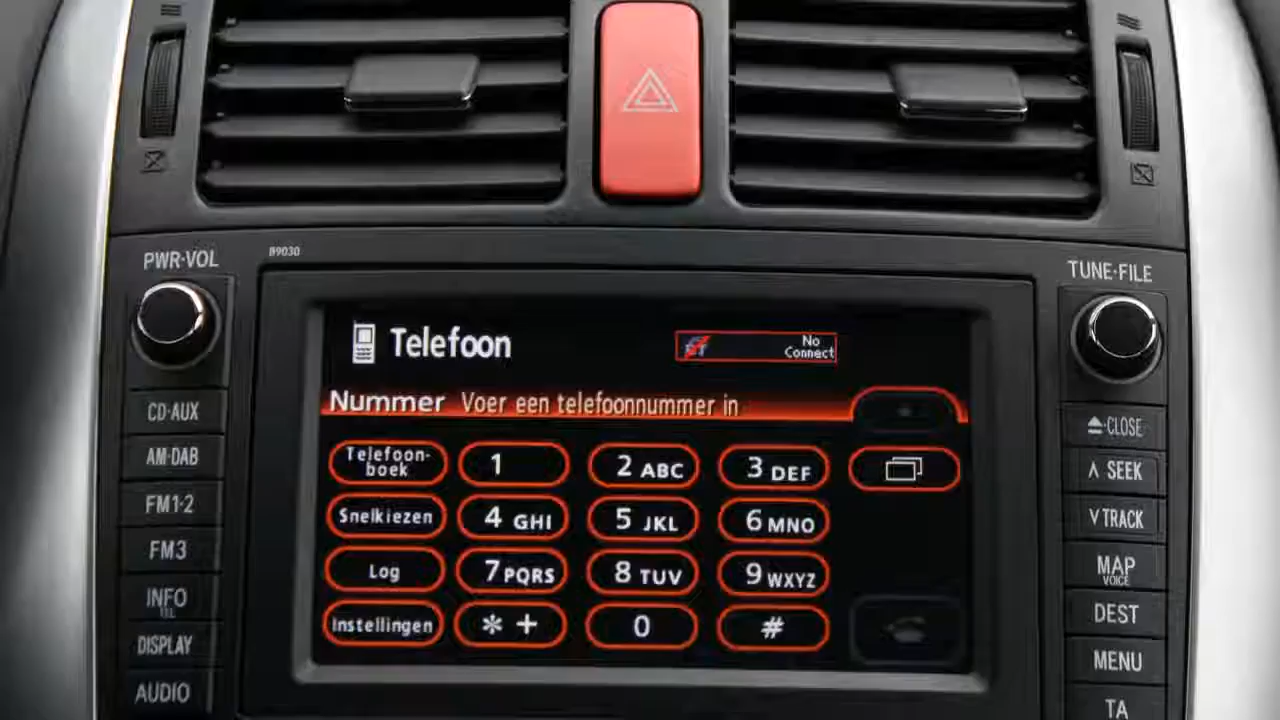 PWR·VOL
B9030
TUNE·FILE
Telefoon
No
Connect
Nummer Voer een telefoonnummer in
CD·AUX
AM·DAB
FM1·2
FM3
INFO
TEL
DISPLAY
AUDIO
Telefoon-
boek
1
2 ABC
3 DEF
Snelkiezen
4 GHI
5 JKL
6 MNO
Log
7 PQRS
8 TUV
9 WXYZ
Instellingen
* +
0
#
CLOSE
∧ SEEK
∨ TRACK
MAP
VOICE
DEST
MENU
TA